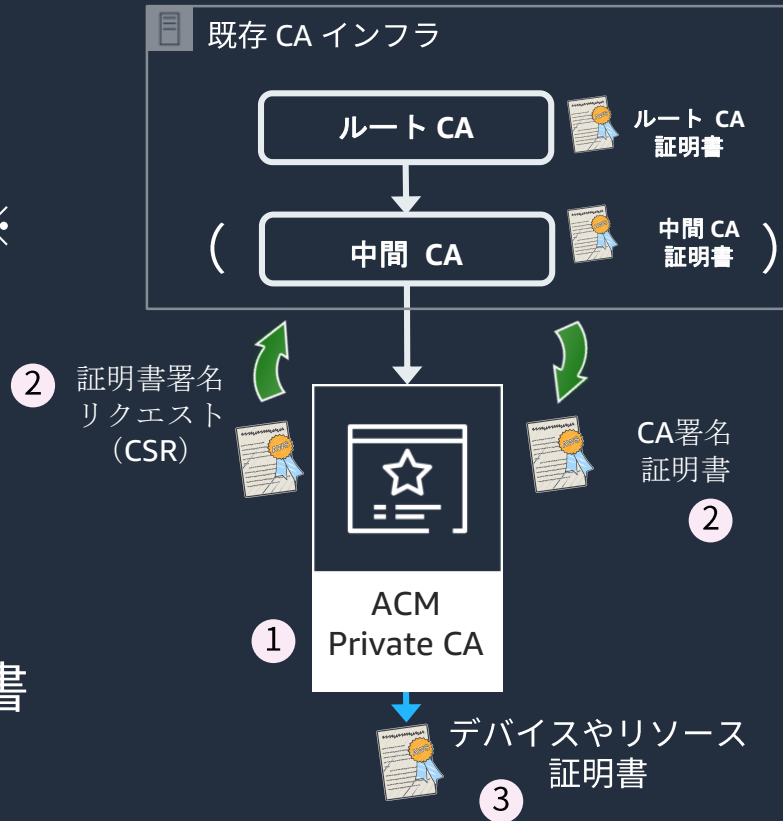 既存 CA インフラ
ルート CA
ルート CA
証明書
※
(
中間 CA
中間 CA
証明書
)
②
証明書署名
リクエスト
（CSR）
CA署名
証明書
②
ACM
Private CA
①
書
デバイスやリソース
証明書
③